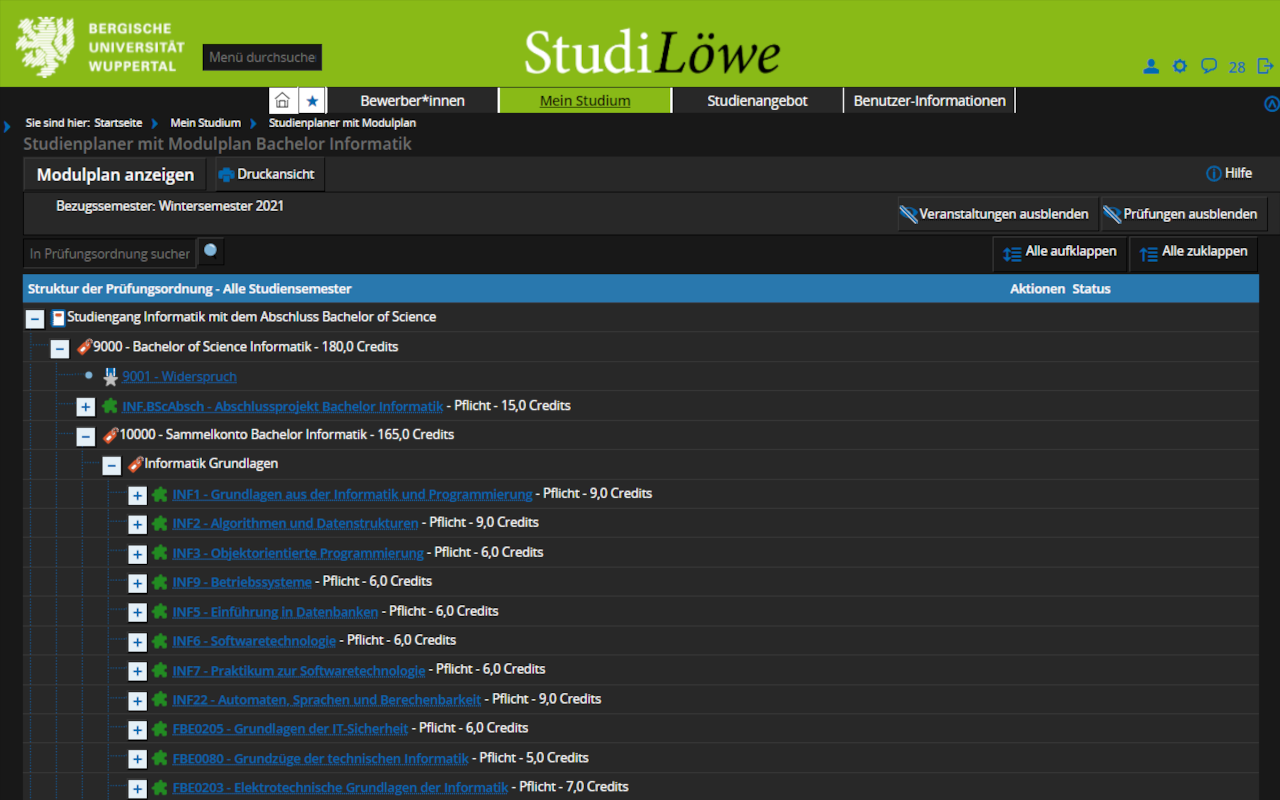 BERGISCHE
UNIVERSITÄT
WUPPERTAL
Menü durchsuche
StudiLöwe
28
Bewerber*innen
Mein Studium
Studienangebot
Benutzer-Informationen
Sie sind hier: Startseite Mein Studium Studienplaner mit Modulplan
Studienplaner mit Modulplan Bachelor Informatik
Modulplan anzeigen
Druckansicht
Hilfe
Bezugssemester: Wintersemester 2021
Veranstaltungen ausblenden
Prüfungen ausblenden
In Prüfungsordnung sucher
Alle aufklappen
Alle zuklappen
Struktur der Prüfungsordnung - Alle Studiensemester
Aktionen Status
Studiengang Informatik mit dem Abschluss Bachelor of Science
9000 - Bachelor of Science Informatik - 180,0 Credits
9001 - Widerspruch
INF.BScAbsch - Abschlussprojekt Bachelor Informatik - Pflicht - 15,0 Credits
10000 - Sammelkonto Bachelor Informatik - 165,0 Credits
Informatik Grundlagen
INF1 - Grundlagen aus der Informatik und Programmierung - Pflicht - 9,0 Credits
INF2 - Algorithmen und Datenstrukturen - Pflicht - 9,0 Credits
INF3 - Objektorientierte Programmierung - Pflicht - 6,0 Credits
INF9 - Betriebssysteme - Pflicht - 6,0 Credits
INF5 - Einführung in Datenbanken - Pflicht - 6,0 Credits
INF6 - Softwaretechnologie - Pflicht - 6,0 Credits
INF7 - Praktikum zur Softwaretechnologie - Pflicht - 6,0 Credits
INF22 - Automaten, Sprachen und Berechenbarkeit - Pflicht - 9,0 Credits
FBE0205 - Grundlagen der IT-Sicherheit - Pflicht - 6,0 Credits
FBE0080 - Grundzüge der technischen Informatik - Pflicht - 5,0 Credits
FBE0203 - Elektrotechnische Grundlagen der Informatik - Pflicht - 7,0 Credits